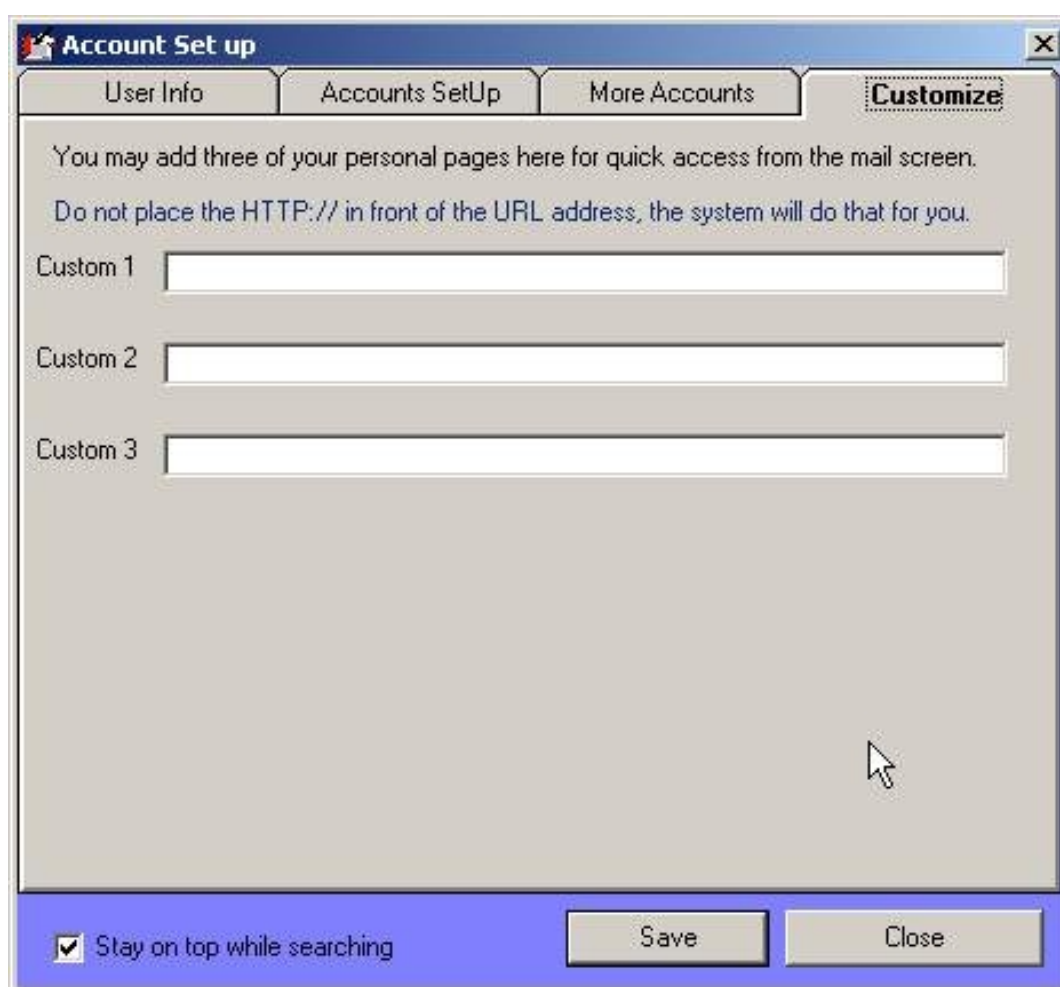 Account Set up
User Info
Accounts SetUp
More Accounts
Customize
You may add three of your personal pages here for quick access from the mail screen.
Do not place the HTTP:// in front of the URL address, the system will do that for you.
Custom 1
Custom 2
Custom 3
Stay on top while searching
Save
Close